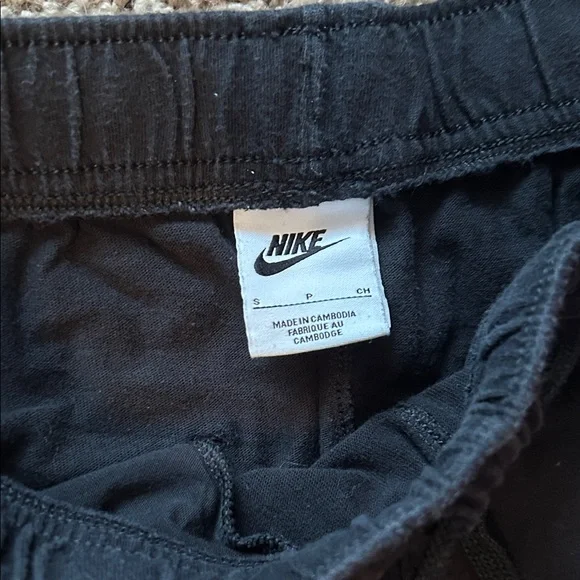 NIKE
S P CH
MADE IN CAMBODIA
FABRIQUE AU
CAMBODGE